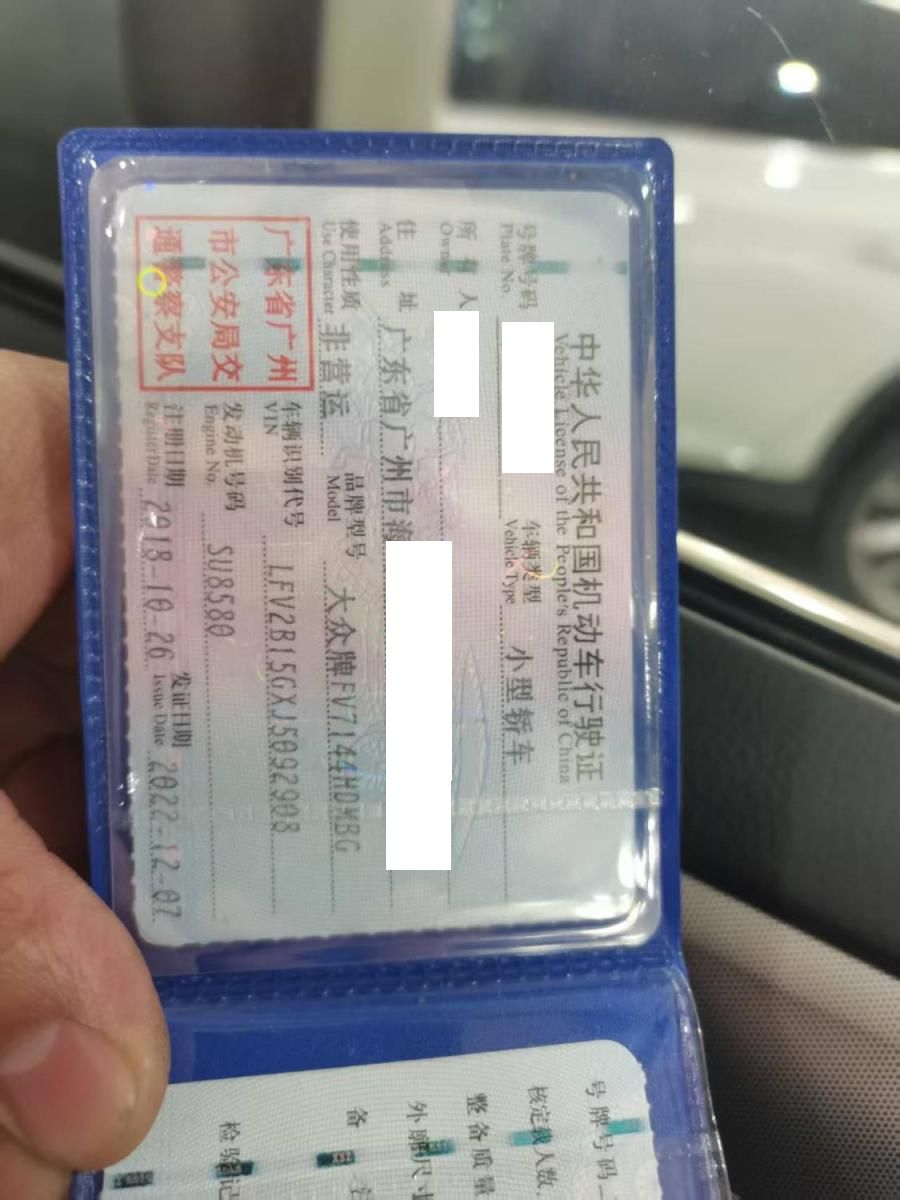 中华人民共和国机动车行驶证
Vehicle License of the People's Republic of China
号牌号码
Plate No.
车辆类型 小型轿车
Vehicle Type
所有人
Owner
住址 广东省广州市海
Address
使用性质 非营运
Use Character
品牌型号 大众牌FV7144HDMBG
Model
广东省广州
市公安局交
通警察支队
车辆识别代号 LFV2B15GXJ5092908
VIN
发动机号码 SU8580
Engine No.
注册日期 2018-10-26
Register Date
发证日期 2022-12-07
Issue Date
号牌号码
核定载人数
整备质量
外廓尺寸
备
检验记